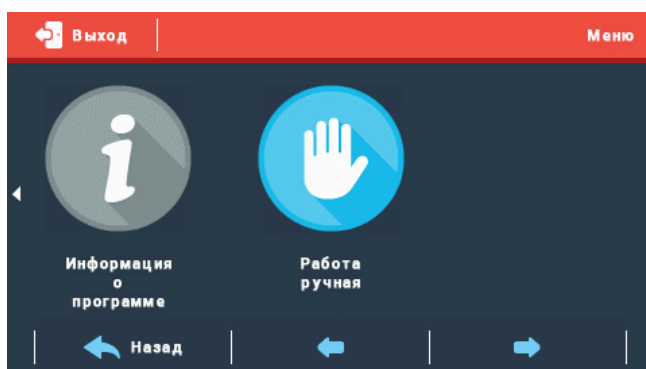 Выход
Меню
Информация
о
программе
Работа
ручная
Назад